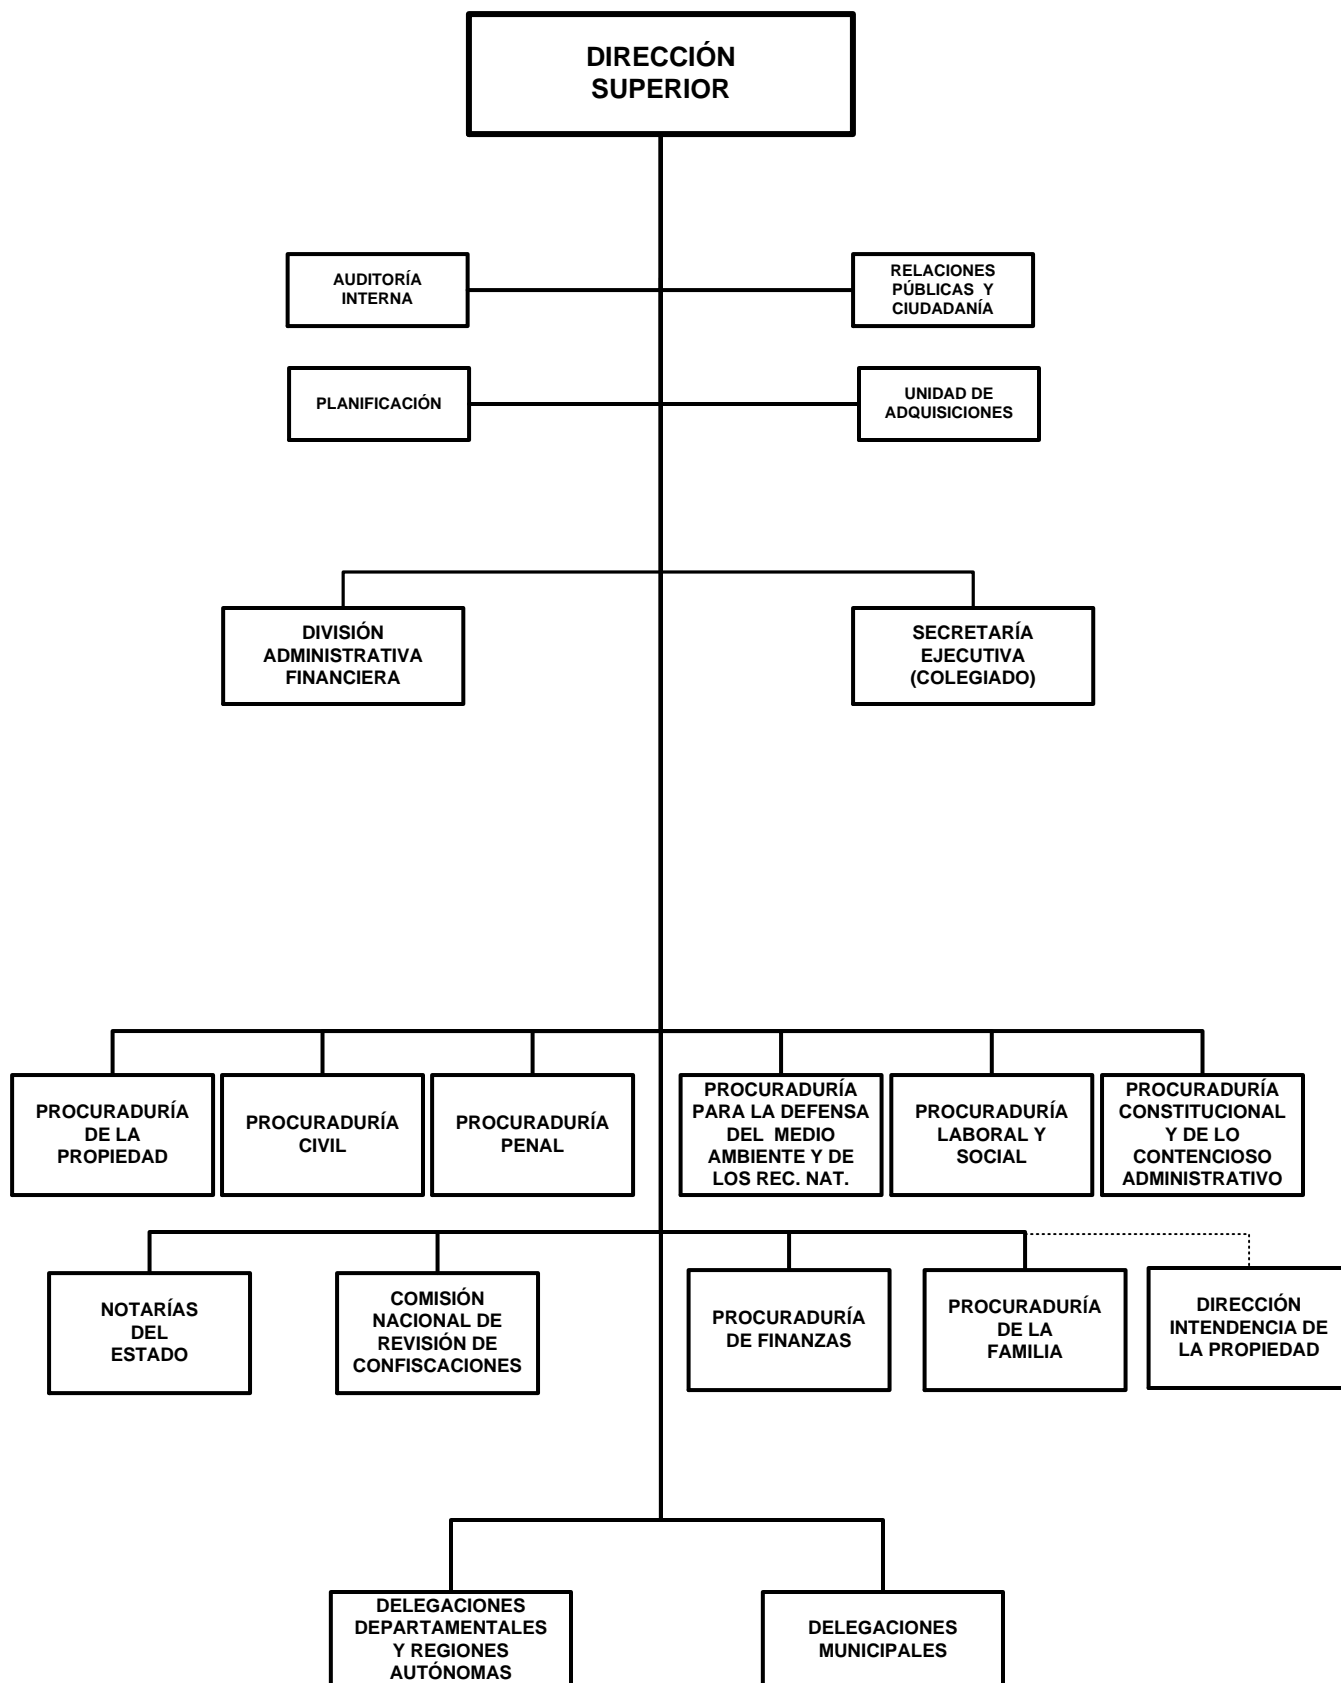 DIRECCIÓN
SUPERIOR
AUDITORÍA
INTERNA
RELACIONES
PÚBLICAS Y
CIUDADANÍA
PLANIFICACIÓN
UNIDAD DE
ADQUISICIONES
DIVISIÓN
ADMINISTRATIVA
FINANCIERA
SECRETARÍA
EJECUTIVA
(COLEGIADO)
PROCURADURÍA
DE LA
PROPIEDAD
PROCURADURÍA
CIVIL
PROCURADURÍA
PENAL
PROCURADURÍA
PARA LA DEFENSA
DEL MEDIO
AMBIENTE Y DE
LOS REC. NAT.
PROCURADURÍA
LABORAL Y
SOCIAL
PROCURADURÍA
CONSTITUCIONAL
Y DE LO
CONTENCIOSO
ADMINISTRATIVO
NOTARÍAS
DEL
ESTADO
COMISIÓN
NACIONAL DE
REVISIÓN DE
CONFISCACIONES
PROCURADURÍA
DE FINANZAS
PROCURADURÍA
DE LA
FAMILIA
DIRECCIÓN
INTENDENCIA DE
LA PROPIEDAD
DELEGACIONES
DEPARTAMENTALES
Y REGIONES
AUTÓNOMAS
DELEGACIONES
MUNICIPALES